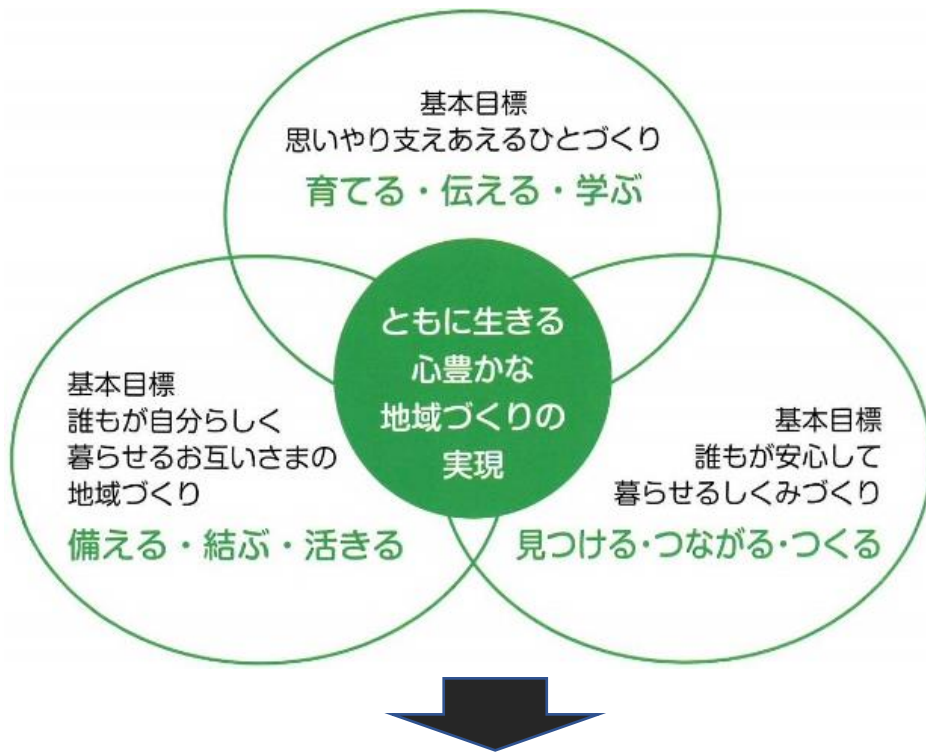 基本目標
思いやり支えあえるひとづくり
育てる・伝える・学ぶ
ともに生きる
心豊かな
地域づくりの
実現
基本目標
誰もが自分らしく
暮らせるお互いさまの
地域づくり
備える・結ぶ・活きる
基本目標
誰もが安心して
暮らせるしくみづくり
見つける・つながる・つくる